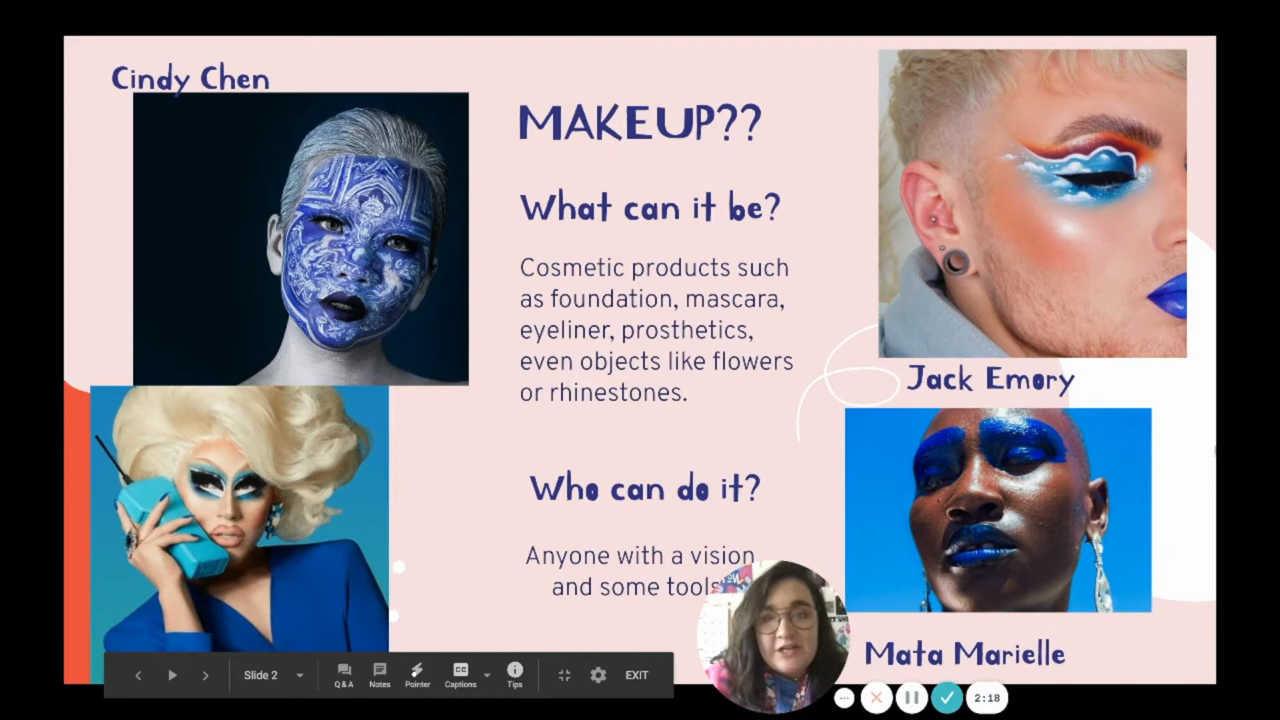 Cindy Chen
MAKEUP??
What can it be?
Cosmetic products such
as foundation, mascara,
eyeliner, prosthetics,
even objects like flowers
or rhinestones.
Who can do it?
Anyone with a vision
and some tools
Jack Emory
Mata Marielle
Slide 2
Q&A
Notes
Pointer
CC
Captions
Tips
EXIT
2:18